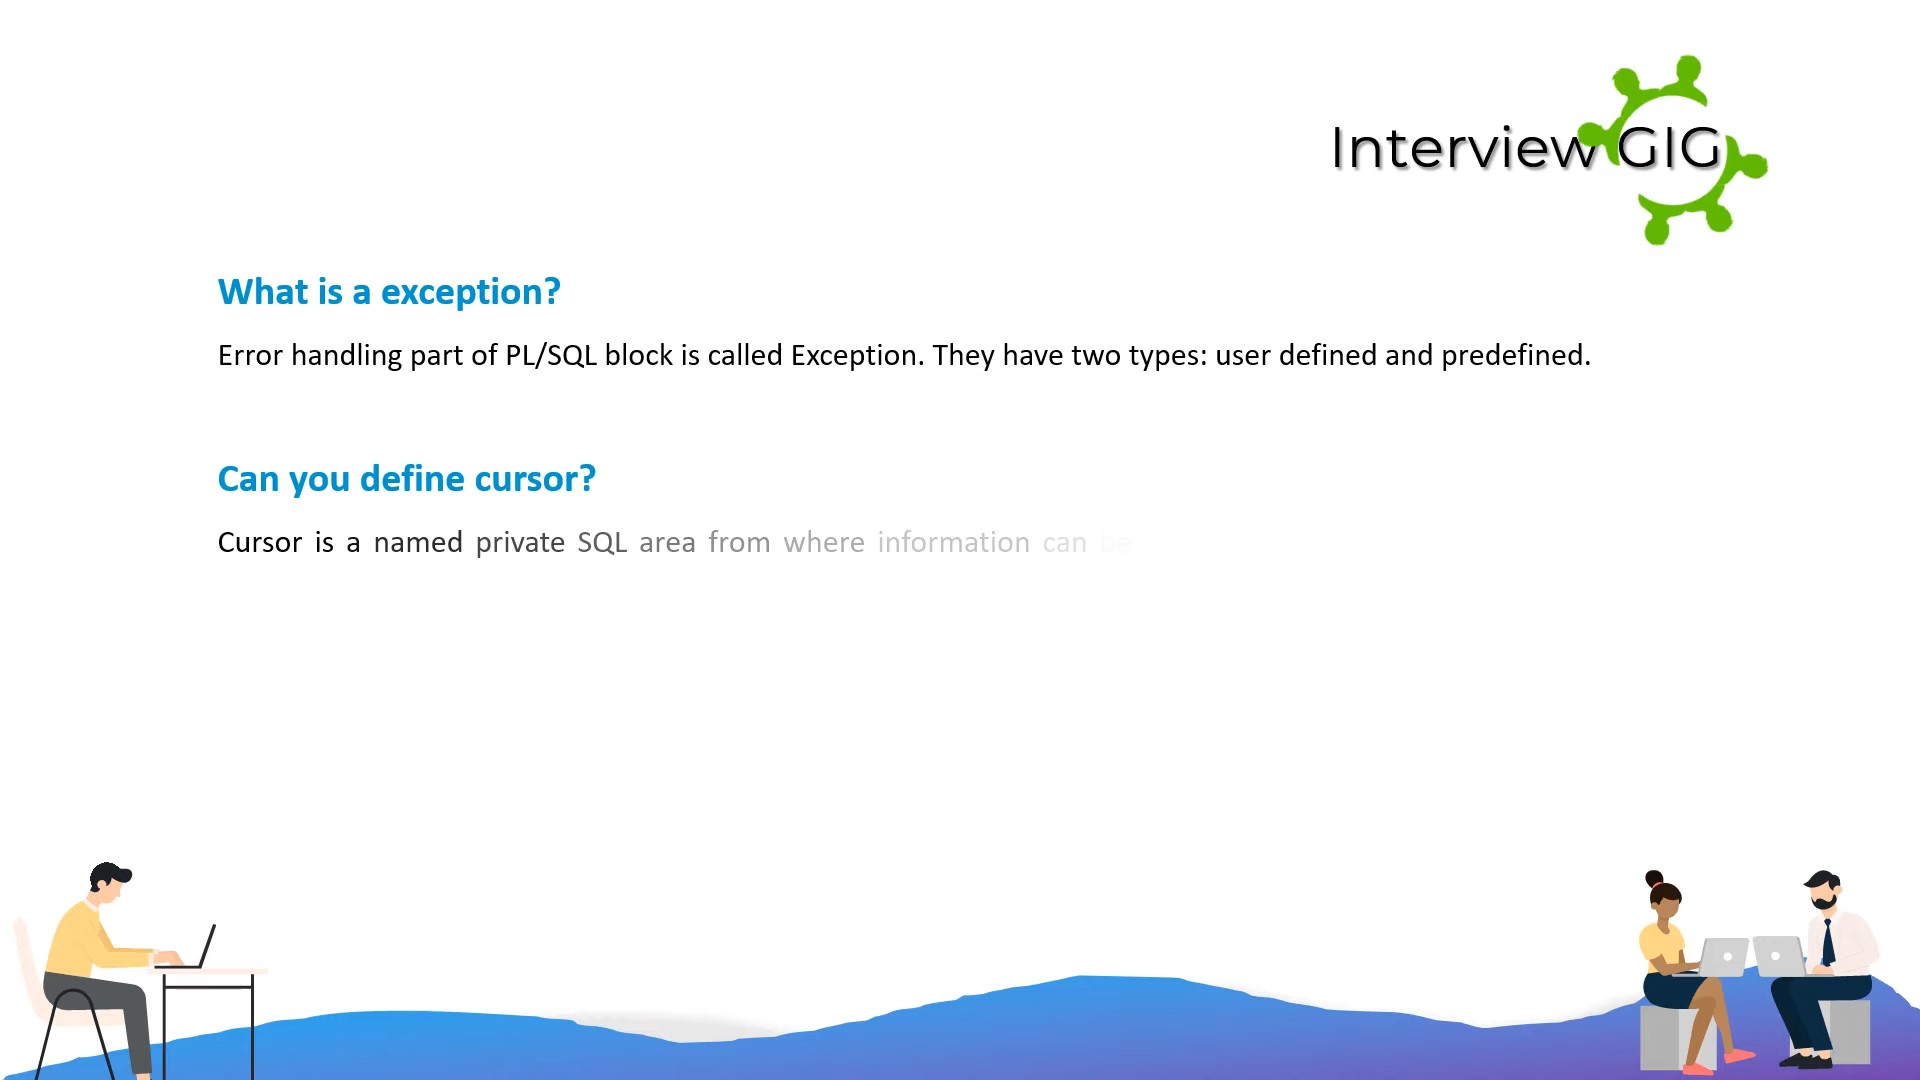 Interview GIG
What is a exception?
Error handling part of PL/SQL block is called Exception. They have two types: user defined and predefined.
Can you define cursor?
Cursor is a named private SQL area from where information can be